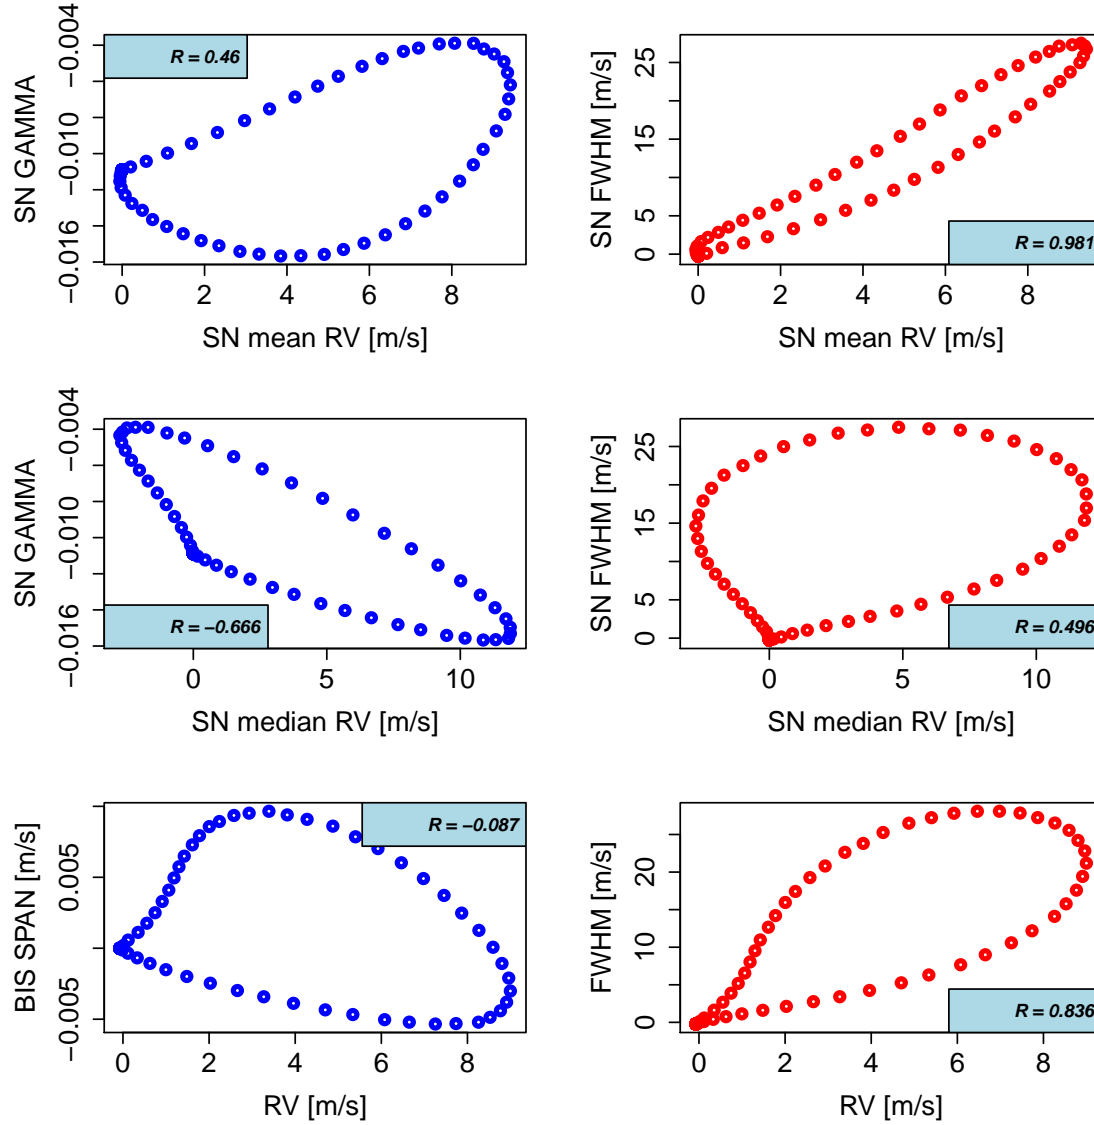 R = 0.46
SN GAMMA
−0.004
−0.010
−0.016
−0.016
0 2 4 6 8
SN mean RV [m/s]
R = 0.981
SN FWHM [m/s]
25
15
5
0
0 2 4 6 8
SN mean RV [m/s]
R = −0.666
SN GAMMA
−0.004
−0.010
−0.016
−0.016
0 5 10
SN median RV [m/s]
R = 0.496
SN FWHM [m/s]
25
15
5
0
0 5 10
SN median RV [m/s]
R = −0.087
BIS SPAN [m/s]
0.005
−0.005
0 2 4 6 8
RV [m/s]
R = 0.836
FWHM [m/s]
20
10
0
0 2 4 6 8
RV [m/s]